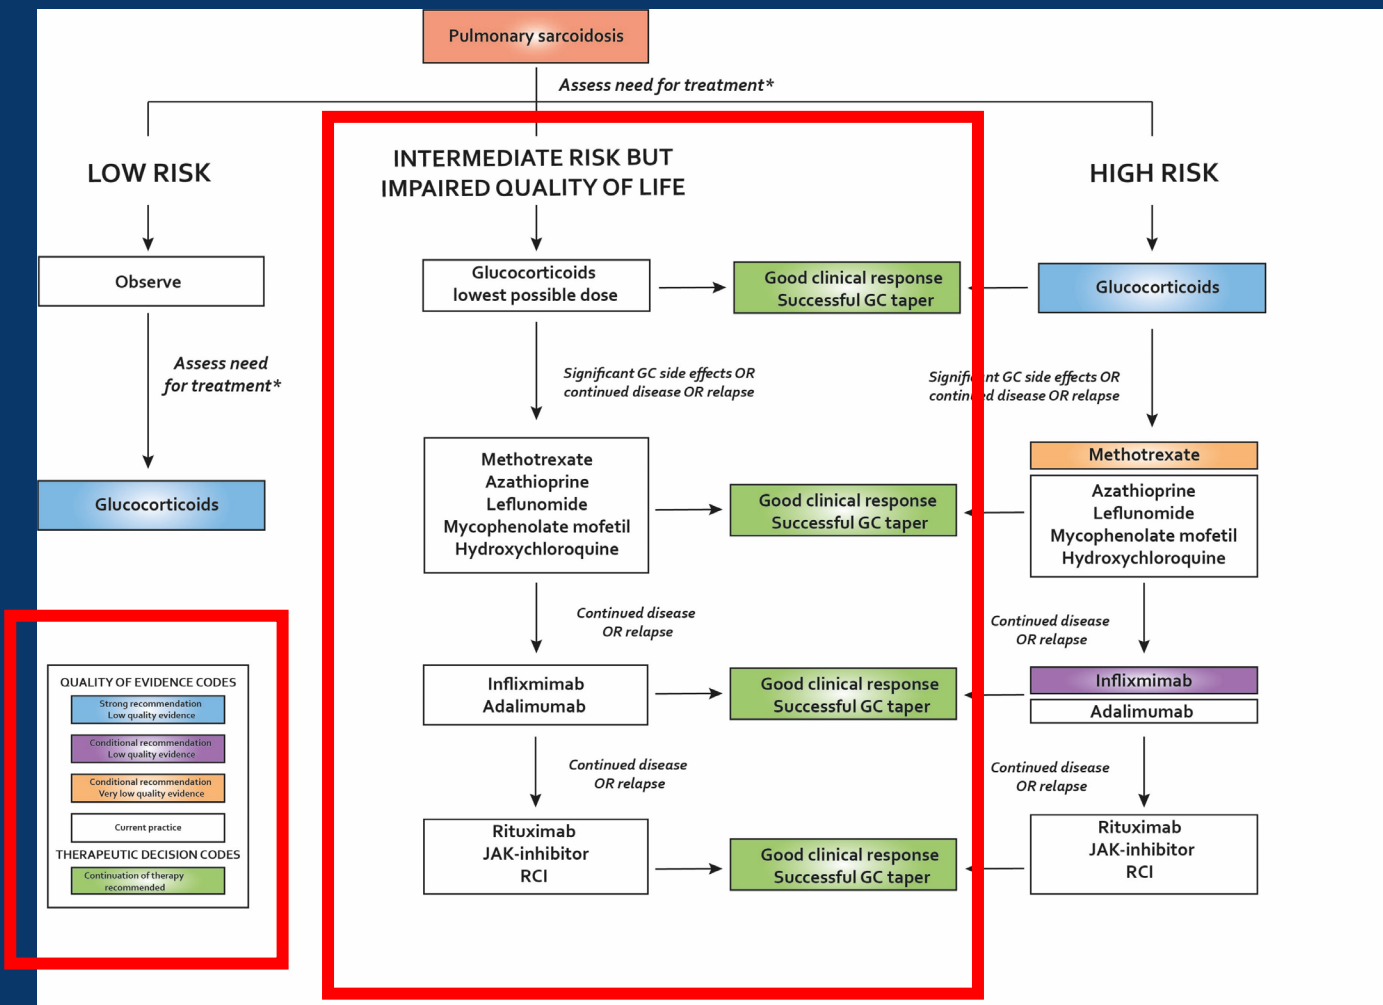 Pulmonary sarcoidosis
Assess need for treatment*
LOW RISK
Observe
Assess need
for treatment*
Glucocorticoids
INTERMEDIATE RISK BUT
IMPAIRED QUALITY OF LIFE
Glucocorticoids
lowest possible dose
Good clinical response
Successful GC taper
Significant GC side effects OR
continued disease OR relapse
Methotrexate
Azathioprine
Leflunomide
Mycophenolate mofetil
Hydroxychloroquine
Good clinical response
Successful GC taper
Continued disease
OR relapse
Inflixmimab
Adalimumab
Good clinical response
Successful GC taper
Continued disease
OR relapse
Rituximab
JAK-inhibitor
RCI
Good clinical response
Successful GC taper
HIGH RISK
Glucocorticoids
Significant GC side effects OR
continued disease OR relapse
Methotrexate
Azathioprine
Leflunomide
Mycophenolate mofetil
Hydroxychloroquine
Continued disease
OR relapse
Inflixmimab
Adalimumab
Continued disease
OR relapse
Rituximab
JAK-inhibitor
RCI
QUALITY OF EVIDENCE CODES
Strong recommendation
Low quality evidence
Conditional recommendation
Low quality evidence
Conditional recommendation
Very low quality evidence
Current practice
THERAPEUTIC DECISION CODES
Continuation of therapy
recommended